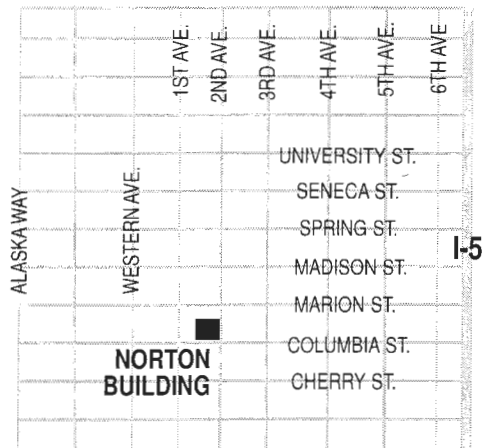 1ST AVE.
2ND AVE.
3RD AVE.
4TH AVE.
5TH AVE.
6TH AVE.
UNIVERSITY ST.
SENECA ST.
SPRING ST.
MADISON ST.
MARION ST.
COLUMBIA ST.
CHERRY ST.
ALASKA WAY
WESTERN AVE.
I-5
NORTON
BUILDING